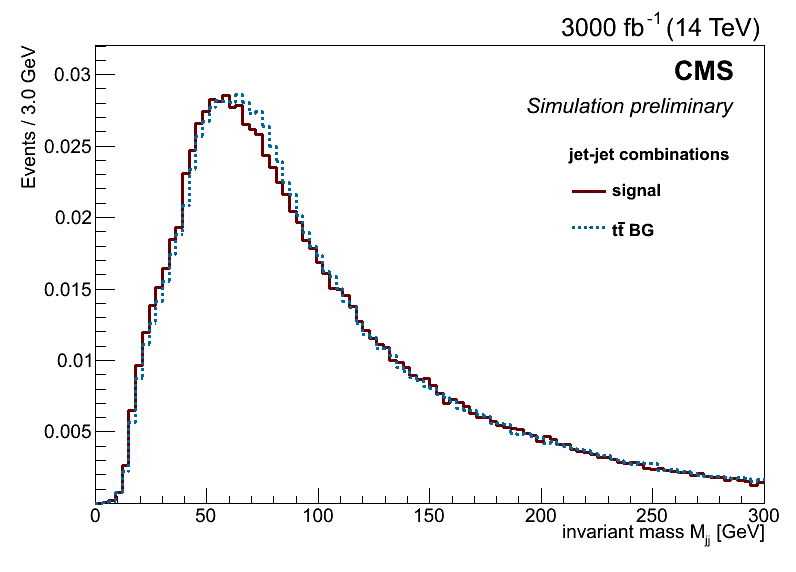 3000 fb⁻¹ (14 TeV)
CMS
Simulation preliminary
jet-jet combinations
signal
tt̄ BG
Events / 3.0 GeV
0.03
0.025
0.02
0.015
0.01
0.005
0 50 100 150 200 250 300
invariant mass Mjj [GeV]